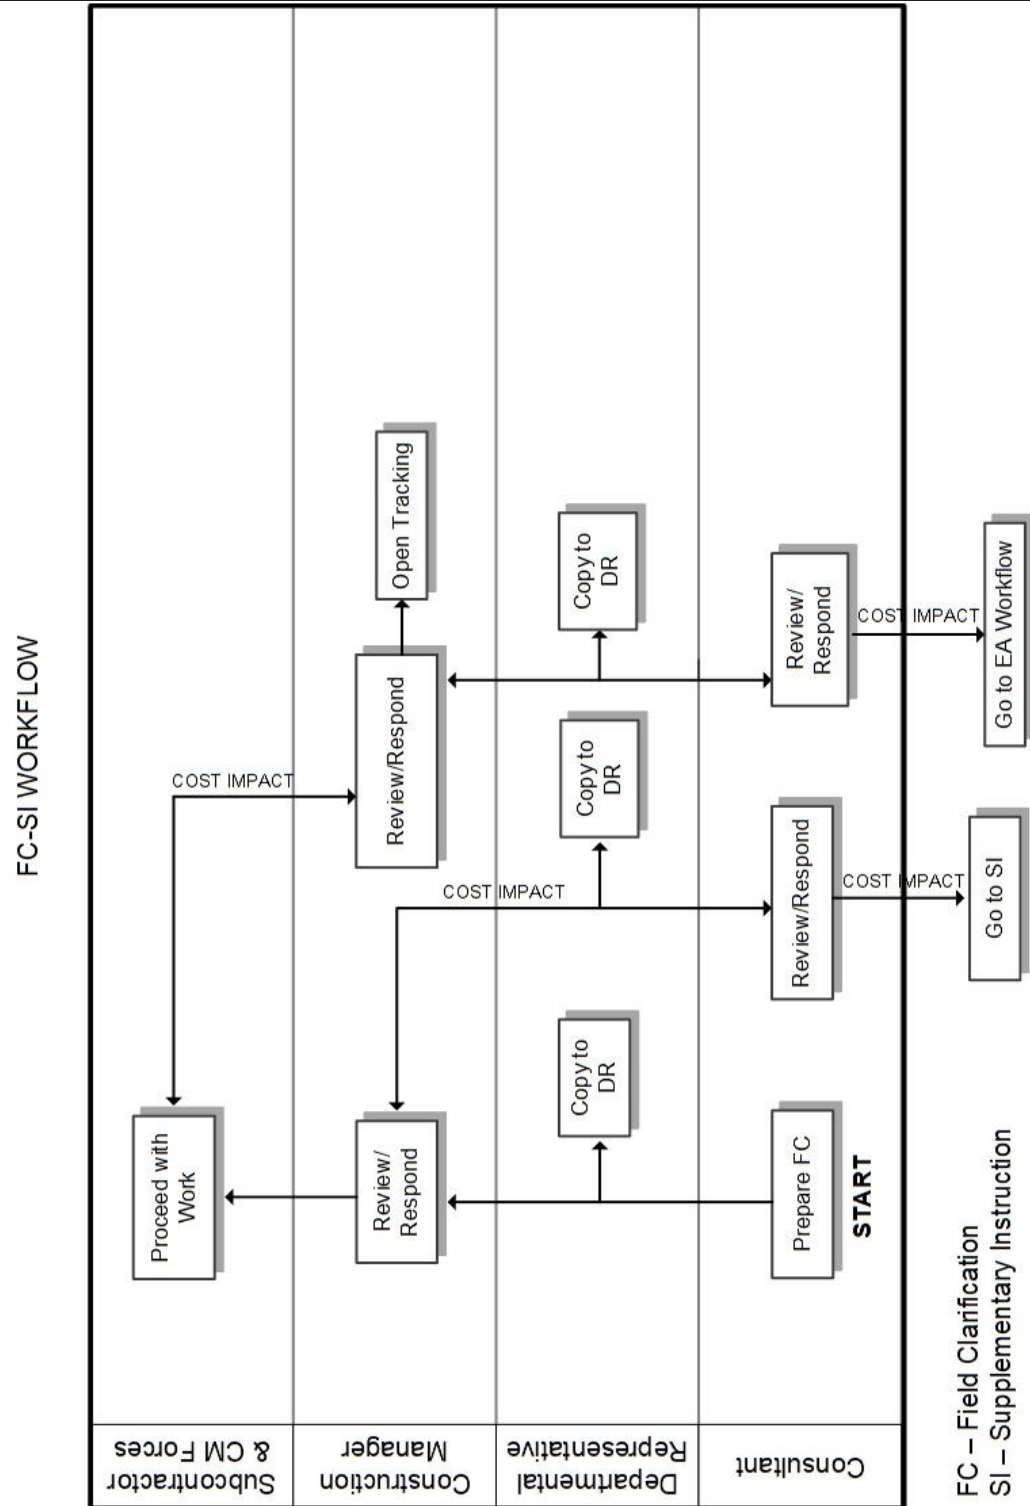 FC-SI WORKFLOW
Subcontractor
& CM Forces
Proceed with
Work
COST IMPACT
Construction
Manager
Review/
Respond
COST IMPACT
Review/Respond
Open Tracking
Departmental
Representative
Copy to
DR
Copy to
DR
Copy to
DR
Consultant
Prepare FC
START
Review/Respond
COST IMPACT
Review/
Respond
COST IMPACT
Go to SI
Go to EA Workflow
FC – Field Clarification
SI – Supplementary Instruction